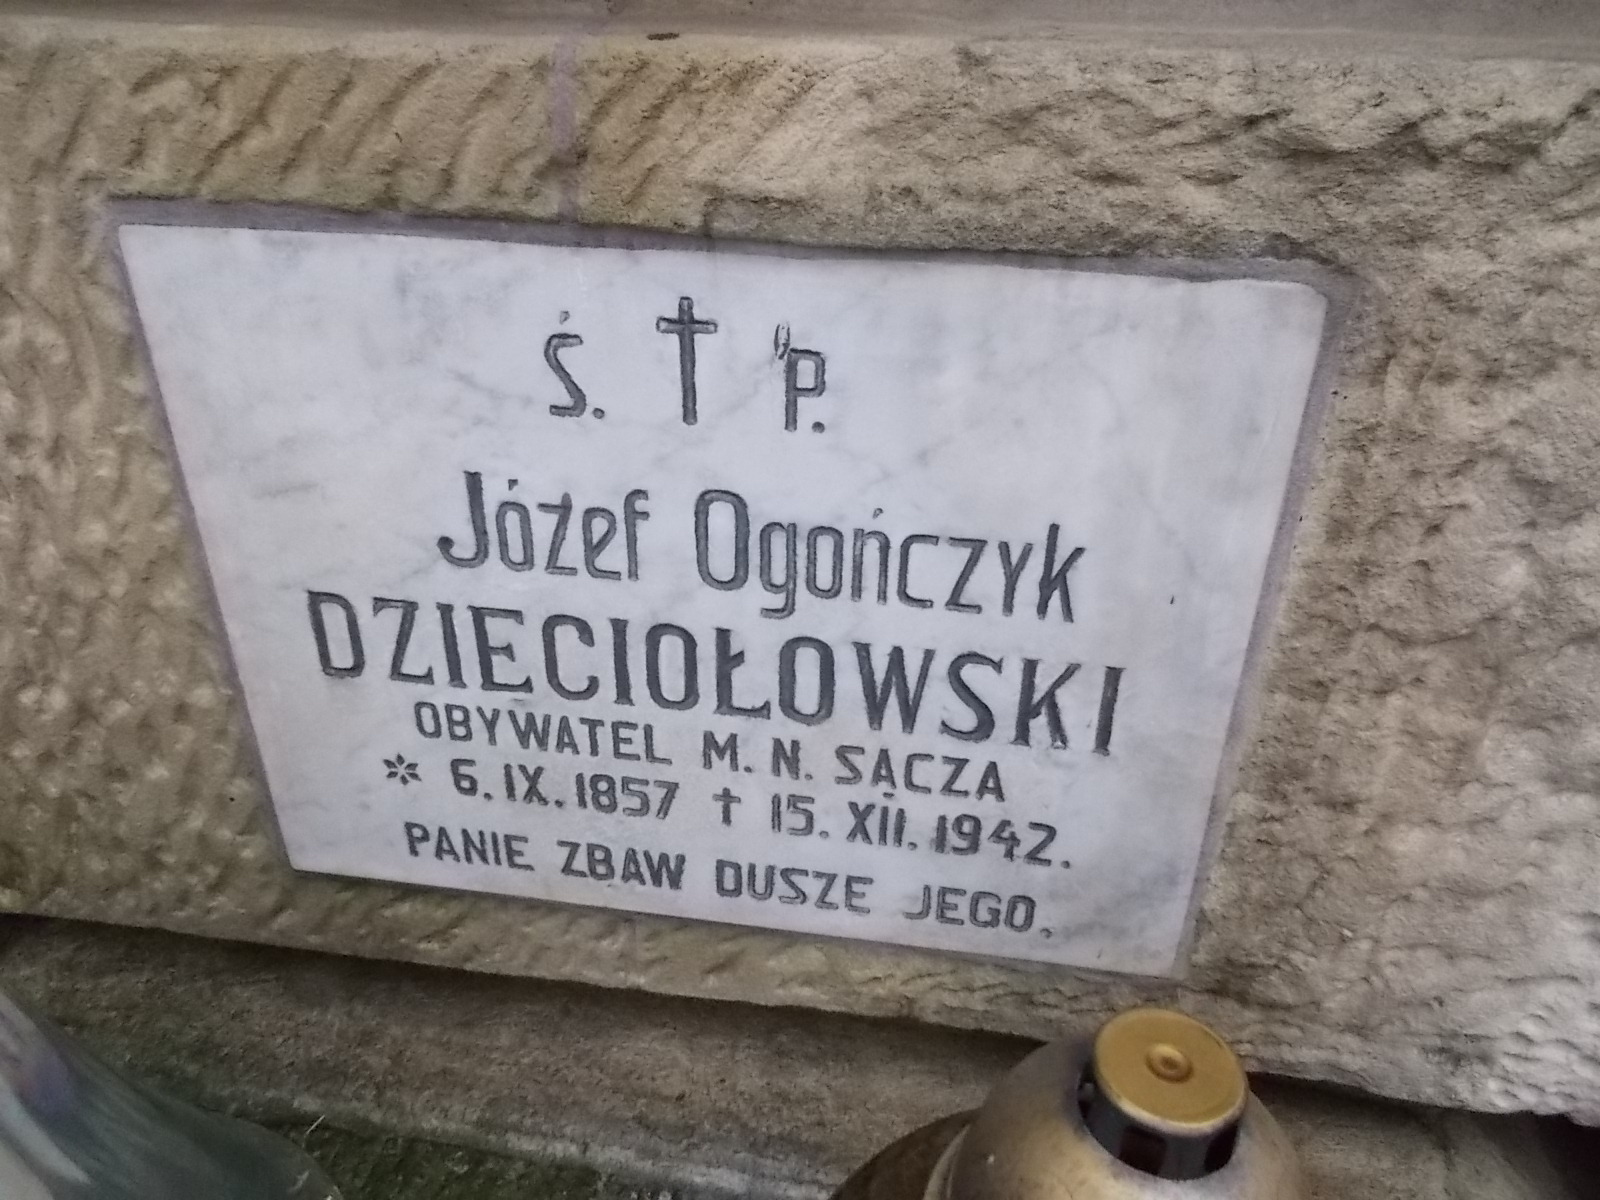 Ś. † P.
Józef Ogończyk
DZIECIOŁOWSKI
OBYWATEL M. N. SĄCZA
* 6. IX. 1857 † 15. XII. 1942.
PANIE ZBAW DUSZE JEGO.